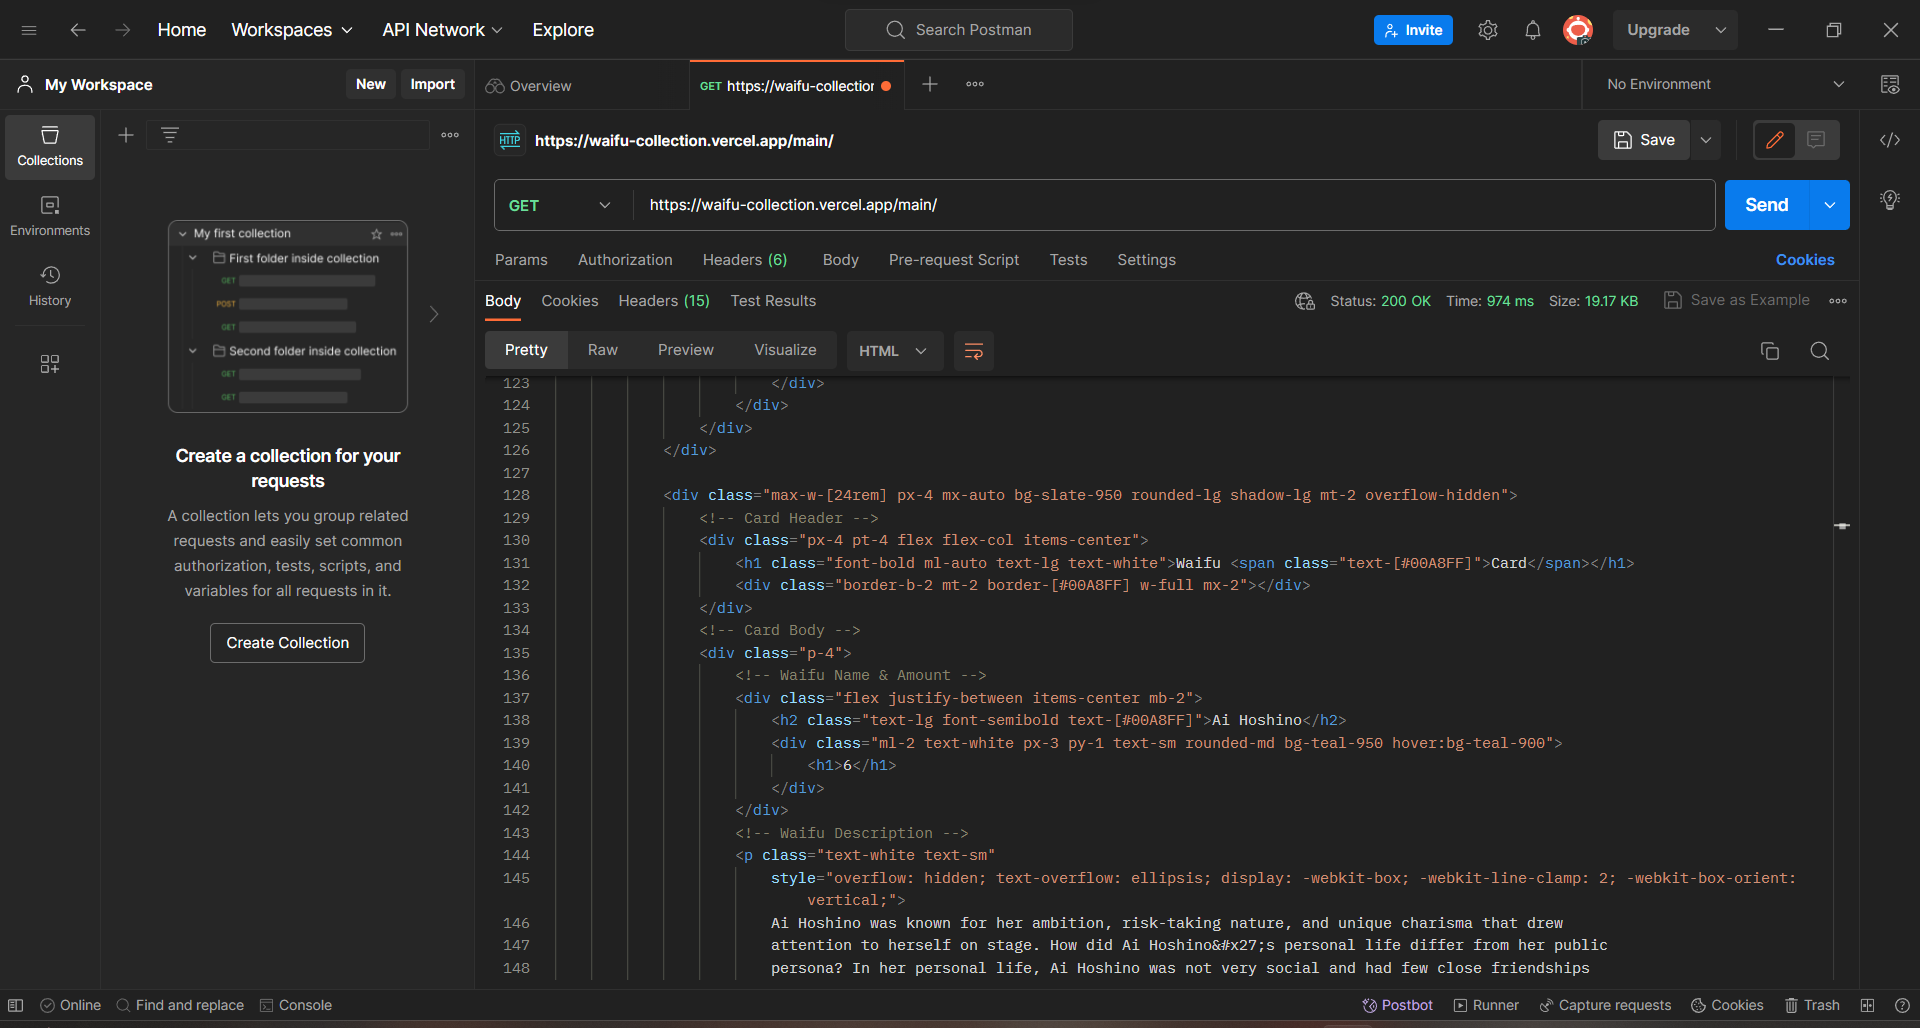 Home
Workspaces
API Network
Explore
Search Postman
Invite
Upgrade
My Workspace
New
Import
Overview
GET https://waifu-collection
No Environment
Collections
Environments
History
My first collection
First folder inside collection
GET
POST
GET
Second folder inside collection
GET
GET
Create a collection for your
requests
A collection lets you group related
requests and easily set common
authorization, tests, scripts, and
variables for all requests in it.
Create Collection
HTTP
https://waifu-collection.vercel.app/main/
Save
GET
https://waifu-collection.vercel.app/main/
Send
Params
Authorization
Headers (6)
Body
Pre-request Script
Tests
Settings
Cookies
Body
Cookies
Headers (15)
Test Results
Status: 200 OK
Time: 974 ms
Size: 19.17 KB
Save as Example
Pretty
Raw
Preview
Visualize
HTML
123 </div>
124 </div>
125 </div>
126 </div>
127
128 <div class="max-w-[24rem] px-4 mx-auto bg-slate-950 rounded-lg shadow-lg mt-2 overflow-hidden">
129 <!-- Card Header -->
130 <div class="px-4 pt-4 flex flex-col items-center">
131 <h1 class="font-bold ml-auto text-lg text-white">Waifu <span class="text-[#00A8FF]">Card</span></h1>
132 <div class="border-b-2 mt-2 border-[#00A8FF] w-full mx-2"></div>
133 </div>
134 <!-- Card Body -->
135 <div class="p-4">
136 <!-- Waifu Name & Amount -->
137 <div class="flex justify-between items-center mb-2">
138 <h2 class="text-lg font-semibold text-[#00A8FF]">Ai Hoshino</h2>
139 <div class="ml-2 text-white px-3 py-1 text-sm rounded-md bg-teal-950 hover:bg-teal-900">
140 <h1>6</h1>
141 </div>
142 </div>
143 <!-- Waifu Description -->
144 <p class="text-white text-sm"
145 style="overflow: hidden; text-overflow: ellipsis; display: -webkit-box; -webkit-line-clamp: 2; -webkit-box-orient:
vertical;">
146 Ai Hoshino was known for her ambition, risk-taking nature, and unique charisma that drew
147 attention to herself on stage. How did Ai Hoshino&#x27;s personal life differ from her public
148 persona? In her personal life, Ai Hoshino was not very social and had few close friendships
Online
Find and replace
Console
Postbot
Runner
Capture requests
Cookies
Trash